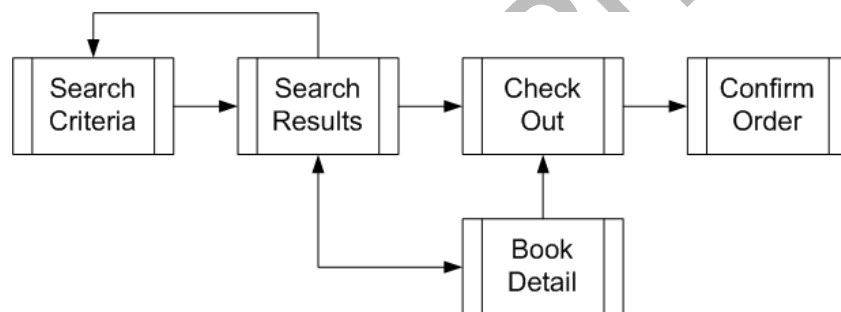 Search
Criteria
Search
Results
Check
Out
Confirm
Order
Book
Detail